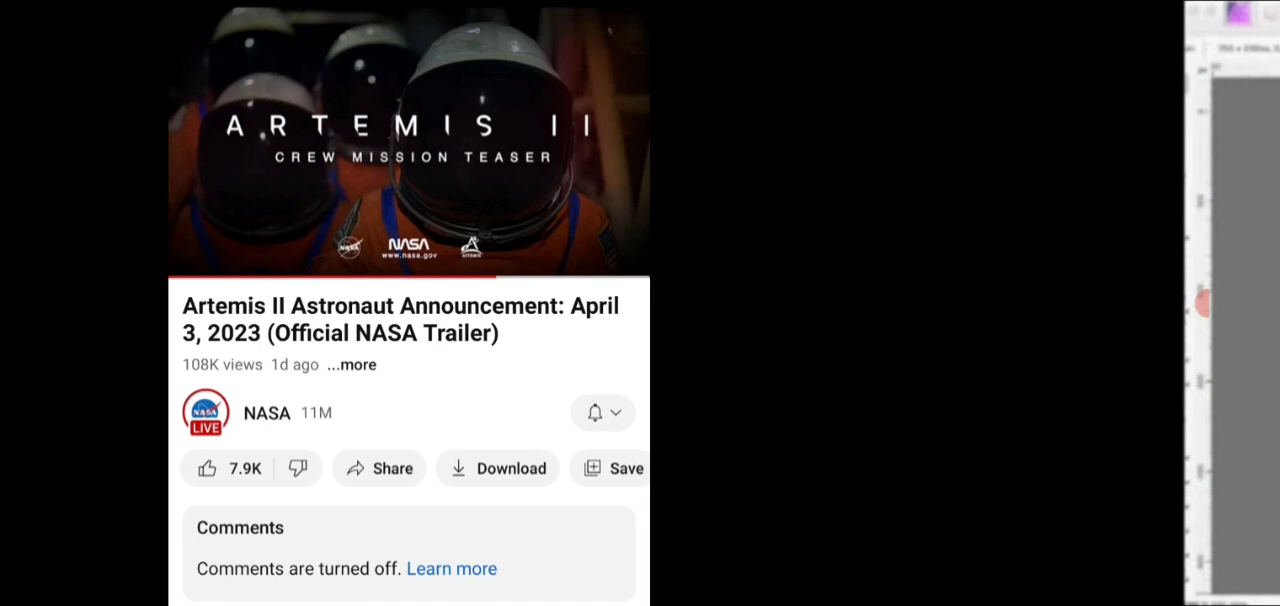 ARTEMIS II
CREW MISSION TEASER
NASA
NASA
www.nasa.gov
ARTEMIS
Artemis II Astronaut Announcement: April
3, 2023 (Official NASA Trailer)
108K views 1d ago ...more
NASA
LIVE
NASA 11M
7.9K Share Download Save
Comments
Comments are turned off. Learn more